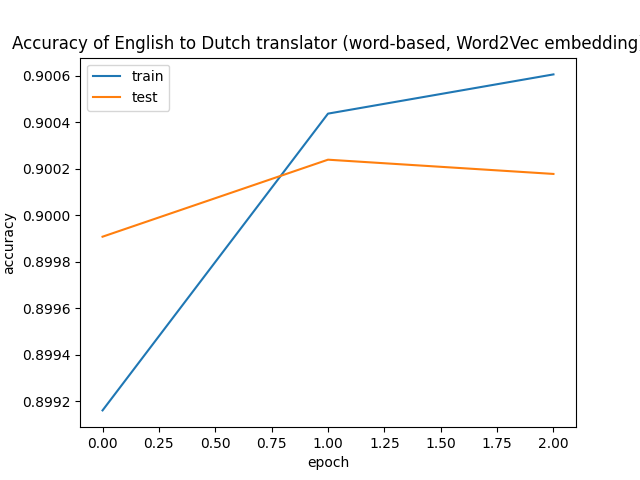 Accuracy of English to Dutch translator (word-based, Word2Vec embedding
train
test
0.9006
0.9004
0.9002
0.9000
0.8998
0.8996
0.8994
0.8992
accuracy
0.00 0.25 0.50 0.75 1.00 1.25 1.50 1.75 2.00
epoch